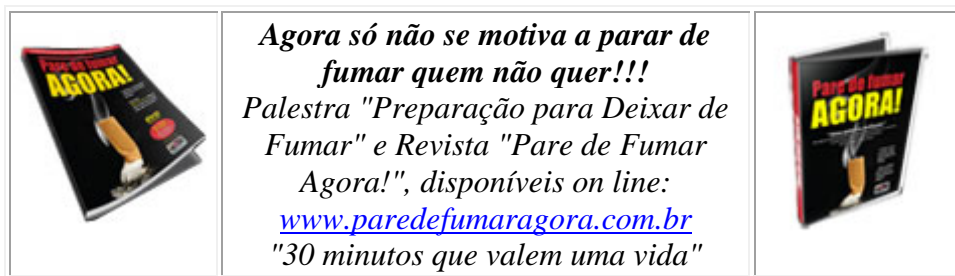 Pare de fumar
AGORA!
Agora só não se motiva a parar de
fumar quem não quer!!!
Palestra "Preparação para Deixar de
Fumar" e Revista "Pare de Fumar
Agora!", disponíveis on line:
www.paredefumaragora.com.br
"30 minutos que valem uma vida"
Pare de fumar
AGORA!